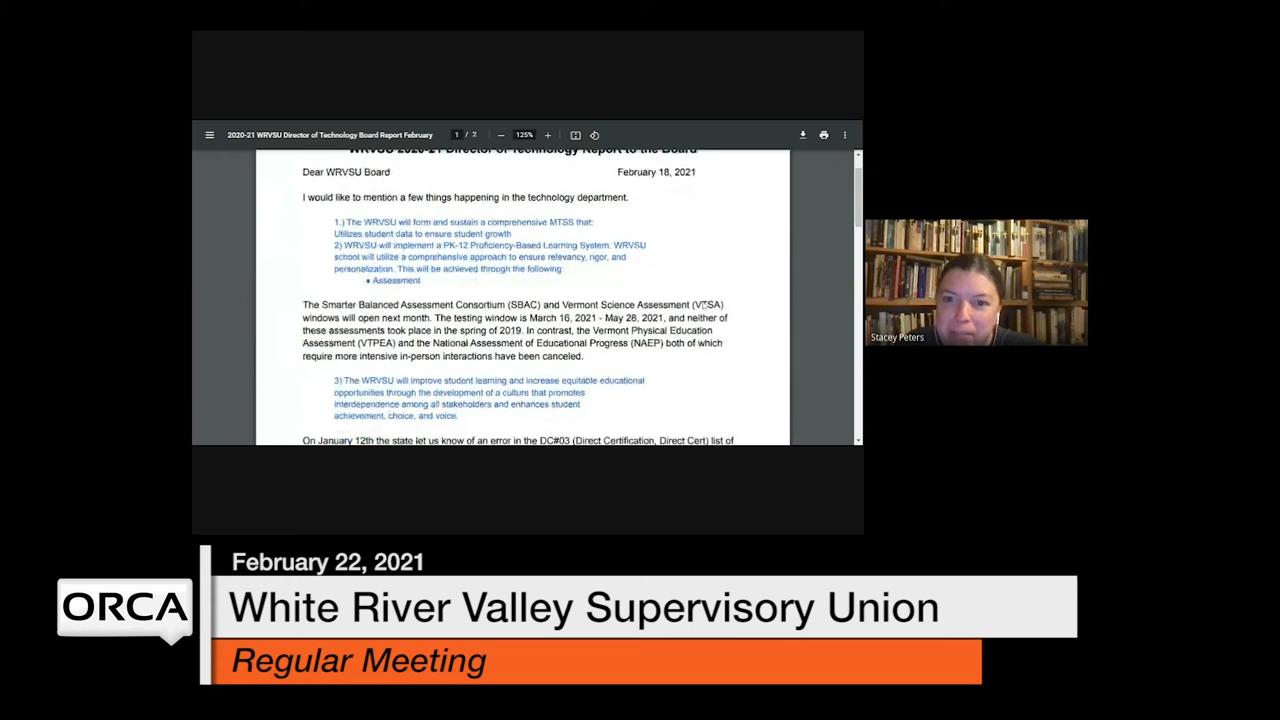 2020-21 WRVSU Director of Technology Board Report February
1 / 2
125%
WRVSU 2020-21 Director of Technology Report to the Board
Dear WRVSU Board
February 18, 2021
I would like to mention a few things happening in the technology department.
1.) The WRVSU will form and sustain a comprehensive MTSS that:
Utilizes student data to ensure student growth
2) WRVSU will implement a PK-12 Proficiency-Based Learning System. WRVSU
school will utilize a comprehensive approach to ensure relevancy, rigor, and
personalization. This will be achieved through the following:
• Assessment
The Smarter Balanced Assessment Consortium (SBAC) and Vermont Science Assessment (VTSA)
windows will open next month. The testing window is March 16, 2021 - May 28, 2021, and neither of
these assessments took place in the spring of 2019. In contrast, the Vermont Physical Education
Assessment (VTPEA) and the National Assessment of Educational Progress (NAEP) both of which
require more intensive in-person interactions have been canceled.
3) The WRVSU will improve student learning and increase equitable educational
opportunities through the development of a culture that promotes
interdependence among all stakeholders and enhances student
achievement, choice, and voice.
On January 12th the state let us know of an error in the DC#03 (Direct Certification, Direct Cert) list of
Stacey Peters
February 22, 2021
ORCA
White River Valley Supervisory Union
Regular Meeting